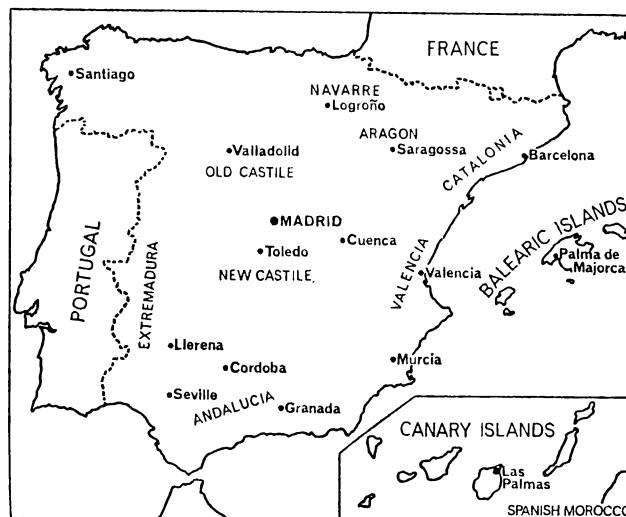 FRANCE
Santiago
NAVARRE
Logroño
ARAGON
Saragossa
CATALONIA
Barcelona
Valladolid
OLD CASTILE
MADRID
Cuenca
Toledo
NEW CASTILE,
PORTUGAL
EXTREMADURA
VALENCIA
Valencia
BALEARIC ISLANDS
Palma de
Majorca
Llerena
Cordoba
Murcia
Seville
ANDALUCIA
Granada
CANARY ISLANDS
Las
Palmas
SPANISH MOROCCO